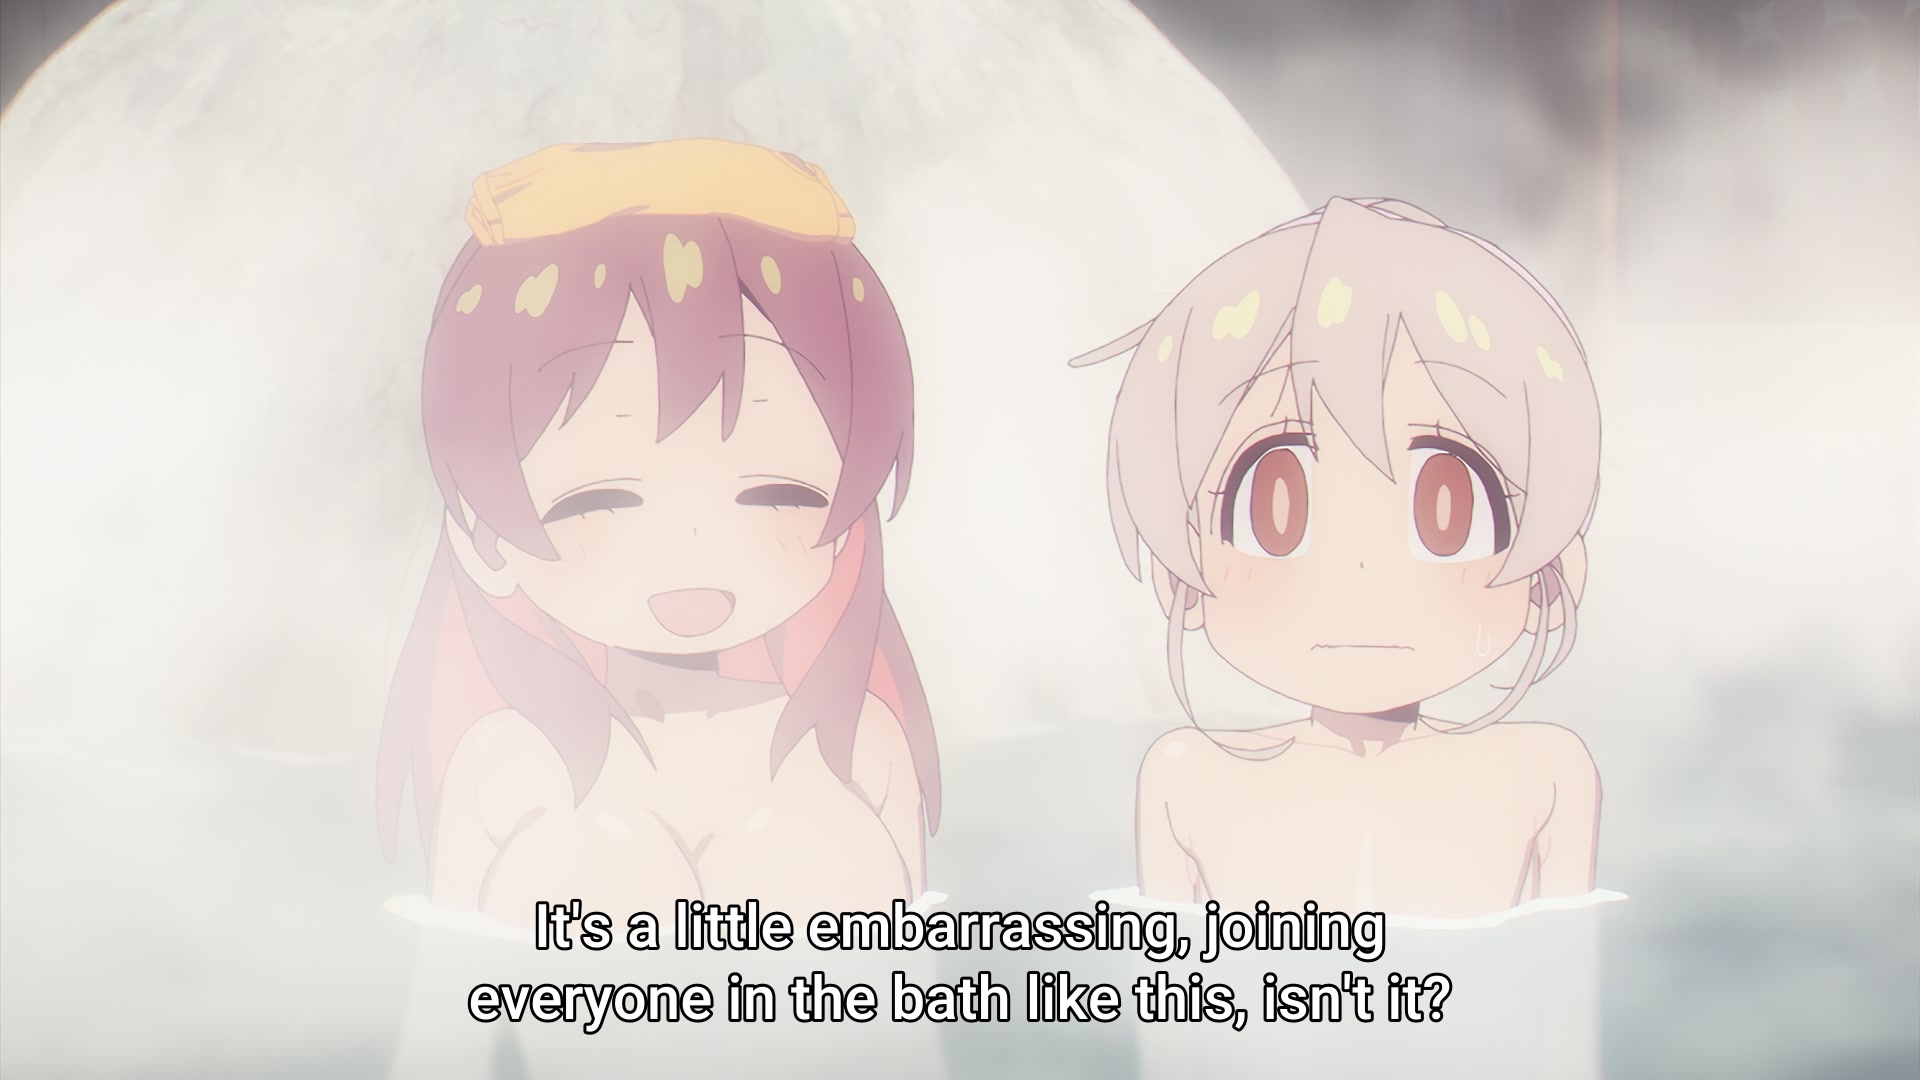 It's a little embarrassing, joining
everyone in the bath like this, isn't it?